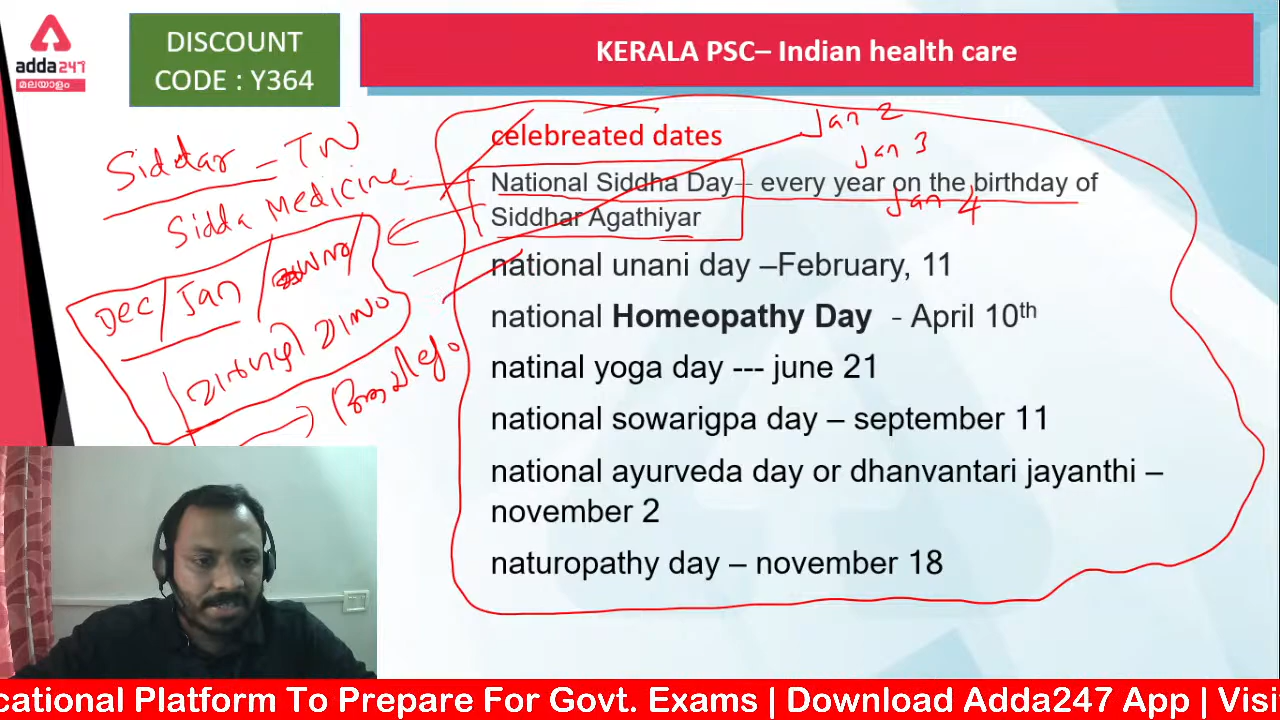 adda247
മലയാളം
DISCOUNT
CODE : Y364
KERALA PSC– Indian health care
celebreated dates
National Siddha Day– every year on the birthday of
Siddhar Agathiyar
national unani day –February, 11
national Homeopathy Day - April 10th
natinal yoga day --- june 21
national sowarigpa day – september 11
national ayurveda day or dhanvantari jayanthi –
november 2
naturopathy day – november 18
Jan 2
Jan 3
Jan 4
Siddar – TN
Sidda Medicine
Dec/Jan/
cational Platform To Prepare For Govt. Exams | Download Adda247 App | Visi